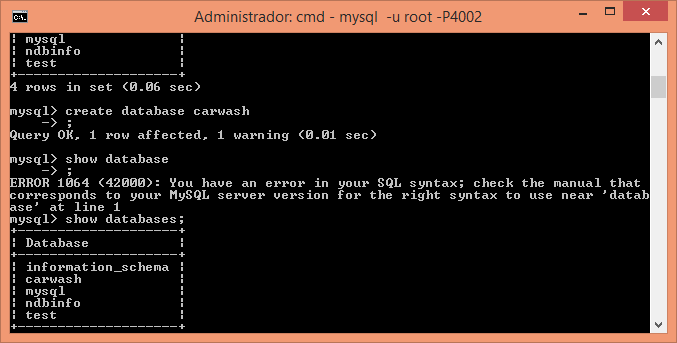 Administrador: cmd - mysql  -u root -P4002
| mysql              |
| ndbinfo            |
| test               |
+--------------------+
4 rows in set (0.06 sec)
mysql> create database carwash
    -> ;
Query OK, 1 row affected, 1 warning (0.01 sec)
mysql> show database
    -> ;
ERROR 1064 (42000): You have an error in your SQL syntax; check the manual that
corresponds to your MySQL server version for the right syntax to use near 'datab
ase' at line 1
mysql> show databases;
+--------------------+
| Database           |
+--------------------+
| information_schema |
| carwash            |
| mysql              |
| ndbinfo            |
| test               |
+--------------------+